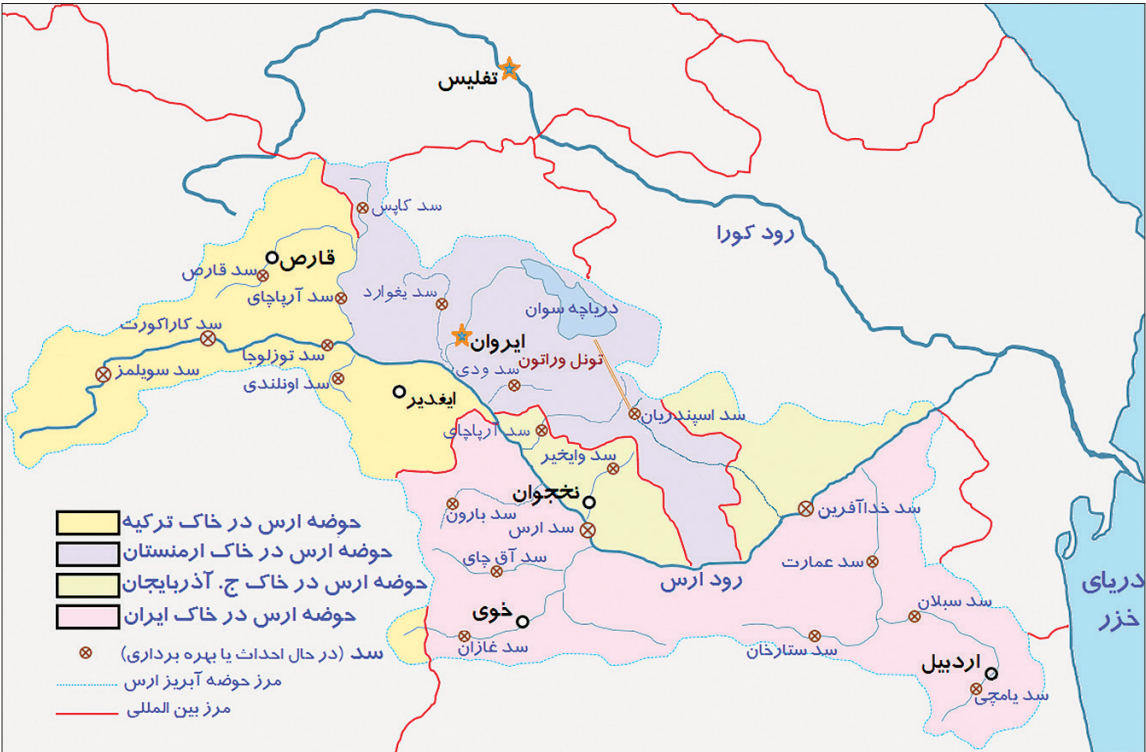 تفلیس
رود کورا
سد کاپس
قارص
سد قارص
سد آرپاچای
سد یغوارد
دریاچه سوان
سد کاراکورت
ایروان
سد توزلوجا
تونل وراتون
سد ودی
سد سویلمز
سد اونلندی
ایغدیر
سد اسپندریان
سد آرپاچای
سد وایخیر
نخجوان
سد بارون
سد خداآفرین
سد ارس
سد آق چای
سد عمارت
رود ارس
دریای
خزر
خوی
سد سبلان
سد غازان
سد ستارخان
اردبیل
سد یامچی
حوضه ارس در خاک ترکیه
حوضه ارس در خاک ارمنستان
حوضه ارس در خاک ج. آذربایجان
حوضه ارس در خاک ایران
سد (در حال احداث یا بهره برداری)
مرز حوضه آبریز ارس
مرز بین المللی